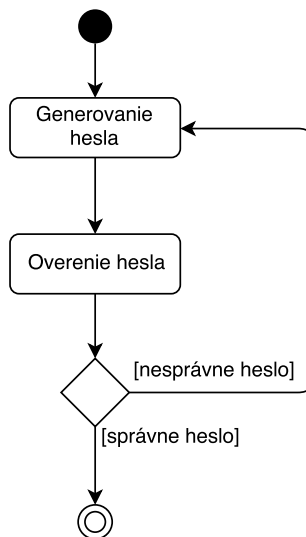 Generovanie
hesla
Overenie hesla
[nesprávne heslo]
[správne heslo]